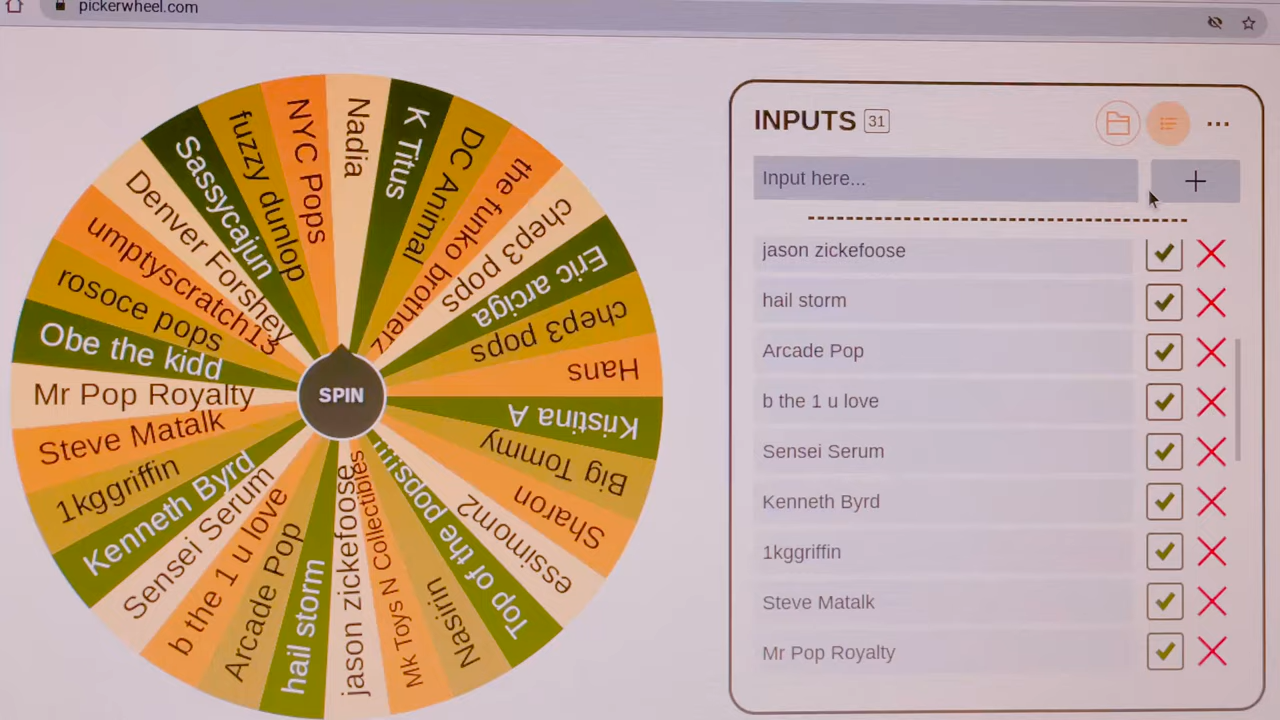 pickerwheel.com
Nadia
K Titus
DC Animal
the funko brotherz
chep3 pops
Eric arciga
chep3 pops
Hans
Kristina A
Big Tommy
Sharon
essimom2
Top of the pops!!!
Nasirin
Mk Toys N Collectibles
jason zickefoose
hail storm
Arcade Pop
b the 1 u love
Sensei Serum
Kenneth Byrd
1kggriffin
Steve Matalk
Mr Pop Royalty
Obe the kidd
rosoce pops
umptyscratch13
Denver Forshey
Sassycajun
fuzzy dunlop
NYC Pops
SPIN
INPUTS 31
Input here...
jason zickefoose
hail storm
Arcade Pop
b the 1 u love
Sensei Serum
Kenneth Byrd
1kggriffin
Steve Matalk
Mr Pop Royalty